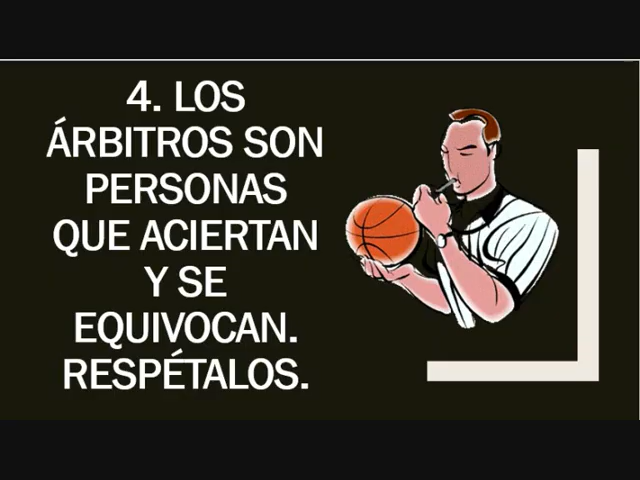 4. LOS
ÁRBITROS SON
PERSONAS
QUE ACIERTAN
Y SE
EQUIVOCAN.
RESPÉTALOS.